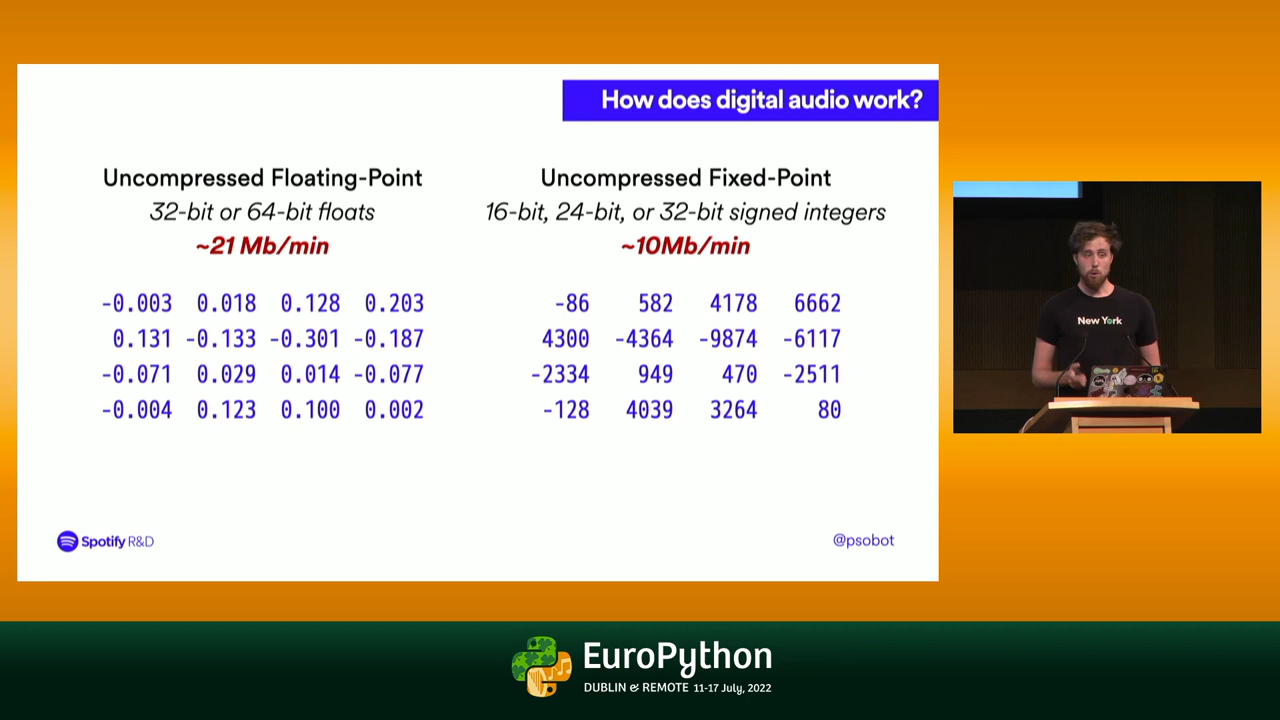 How does digital audio work?
Uncompressed Floating-Point
32-bit or 64-bit floats
~21 Mb/min
-0.003 0.018 0.128 0.203
0.131 -0.133 -0.301 -0.187
-0.071 0.029 0.014 -0.077
-0.004 0.123 0.100 0.002
Uncompressed Fixed-Point
16-bit, 24-bit, or 32-bit signed integers
~10Mb/min
-86 582 4178 6662
4300 -4364 -9874 -6117
-2334 949 470 -2511
-128 4039 3264 80
Spotify R&D
@psobot
New York
EuroPython
DUBLIN & REMOTE 11-17 July, 2022